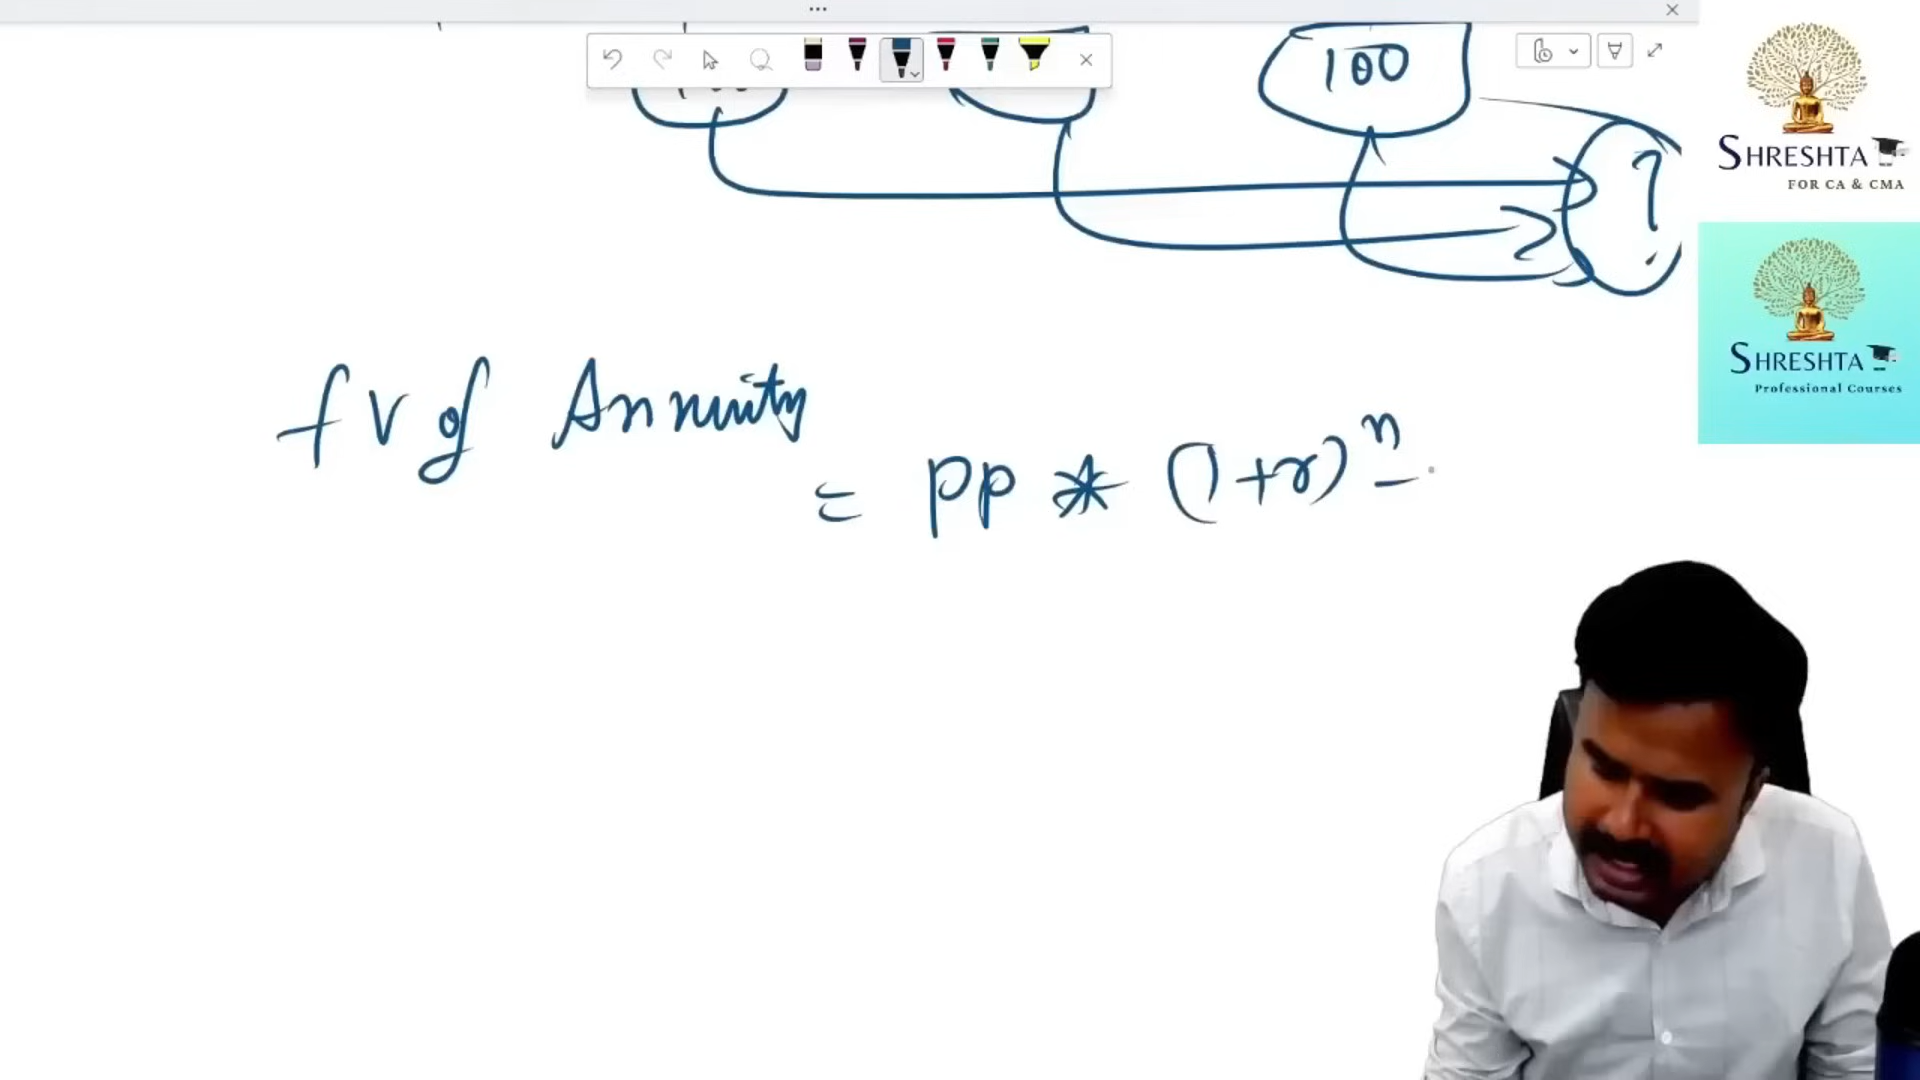 100
?
SHRESHTA
FOR CA & CMA
SHRESHTA
Professional Courses
fv of Annuity
= PP * (1+r)^n -